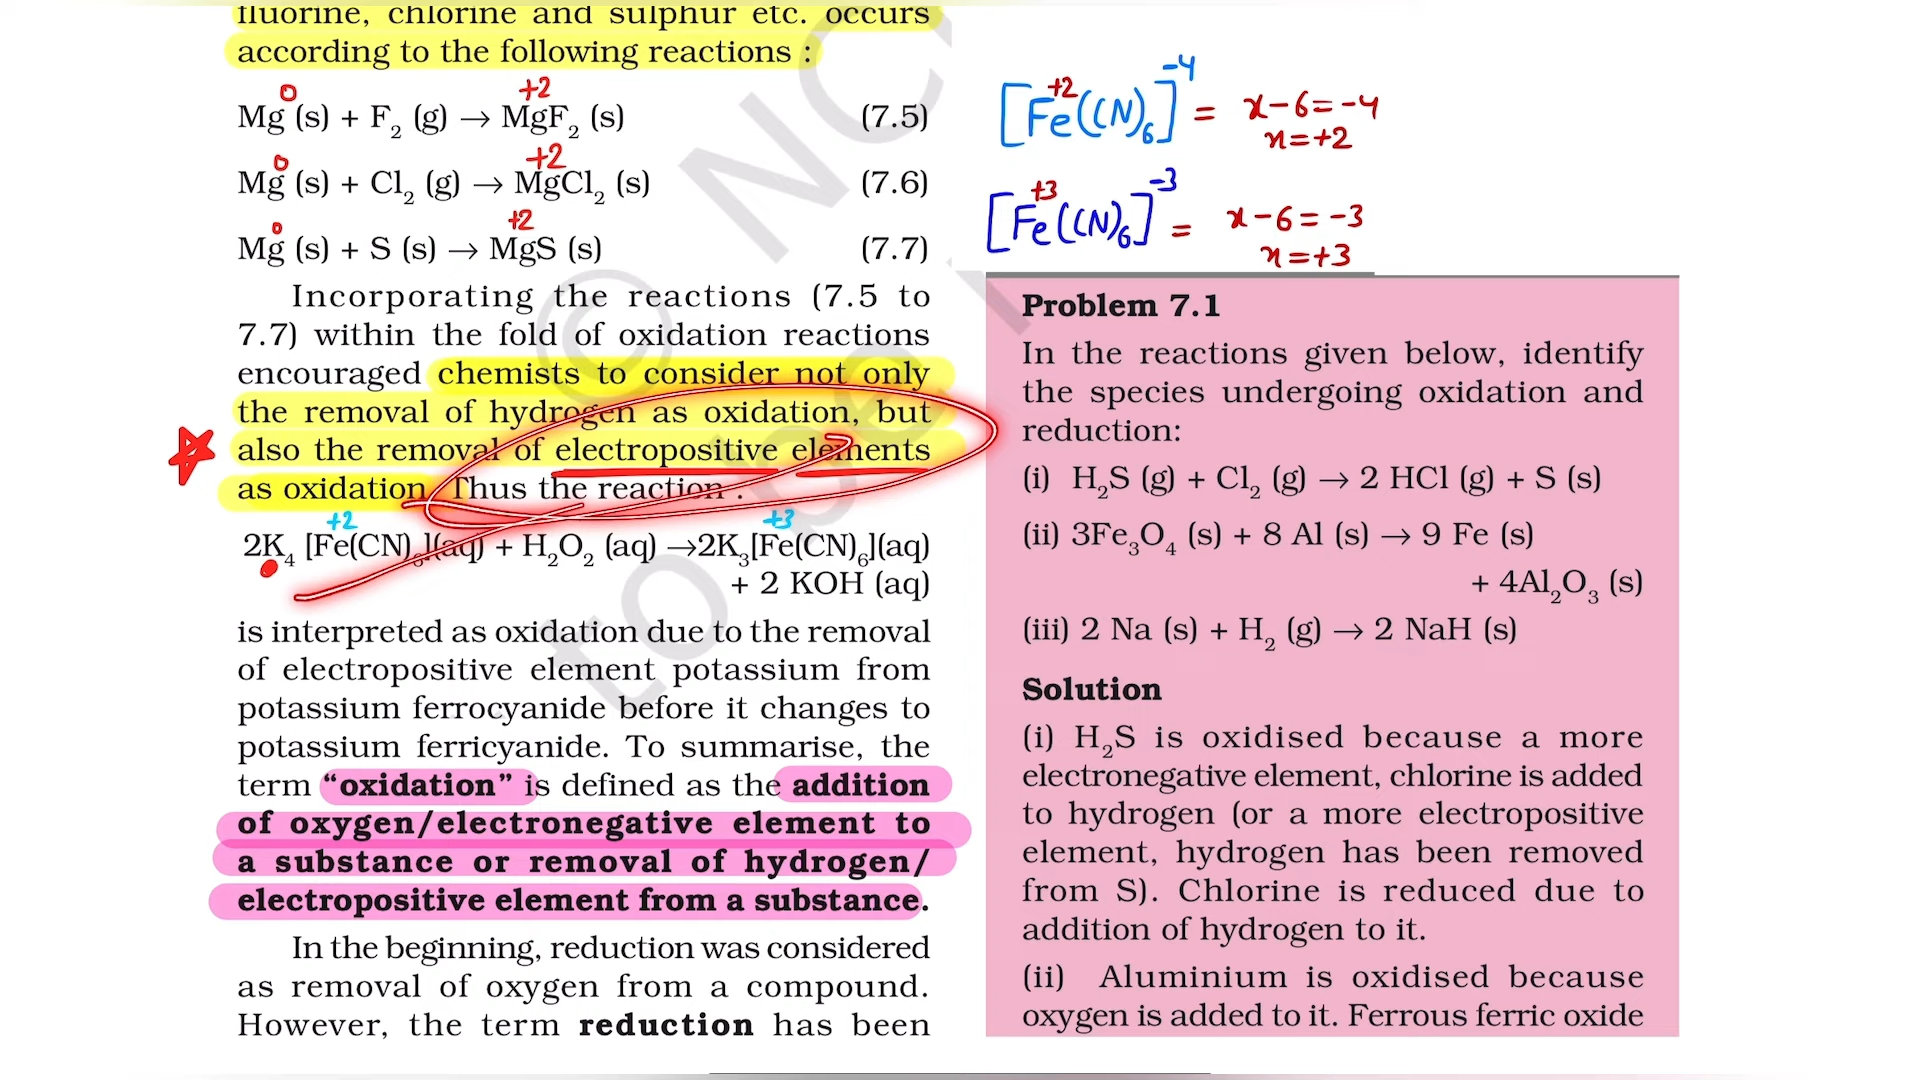 fluorine, chlorine and sulphur etc. occurs
according to the following reactions :
0 +2
Mg (s) + F₂ (g) → MgF₂ (s) (7.5)
0 +2
Mg (s) + Cl₂ (g) → MgCl₂ (s) (7.6)
0 +2
Mg (s) + S (s) → MgS (s) (7.7)
Incorporating the reactions (7.5 to
7.7) within the fold of oxidation reactions
encouraged chemists to consider not only
the removal of hydrogen as oxidation, but
also the removal of electropositive elements
as oxidation. Thus the reaction :
+2 +3
2K₄ [Fe(CN)₆](aq) + H₂O₂ (aq) →2K₃[Fe(CN)₆](aq)
+ 2 KOH (aq)
is interpreted as oxidation due to the removal
of electropositive element potassium from
potassium ferrocyanide before it changes to
potassium ferricyanide. To summarise, the
term “oxidation” is defined as the addition
of oxygen/electronegative element to
a substance or removal of hydrogen/
electropositive element from a substance.
In the beginning, reduction was considered
as removal of oxygen from a compound.
However, the term reduction has been
+2
[Fe(CN)₆]⁻⁴ = x-6=-4
x=+2
+3
[Fe(CN)₆]⁻³ = x-6=-3
x=+3
Problem 7.1
In the reactions given below, identify
the species undergoing oxidation and
reduction:
(i) H₂S (g) + Cl₂ (g) → 2 HCl (g) + S (s)
(ii) 3Fe₃O₄ (s) + 8 Al (s) → 9 Fe (s)
+ 4Al₂O₃ (s)
(iii) 2 Na (s) + H₂ (g) → 2 NaH (s)
Solution
(i) H₂S is oxidised because a more
electronegative element, chlorine is added
to hydrogen (or a more electropositive
element, hydrogen has been removed
from S). Chlorine is reduced due to
addition of hydrogen to it.
(ii) Aluminium is oxidised because
oxygen is added to it. Ferrous ferric oxide
© NC
to be